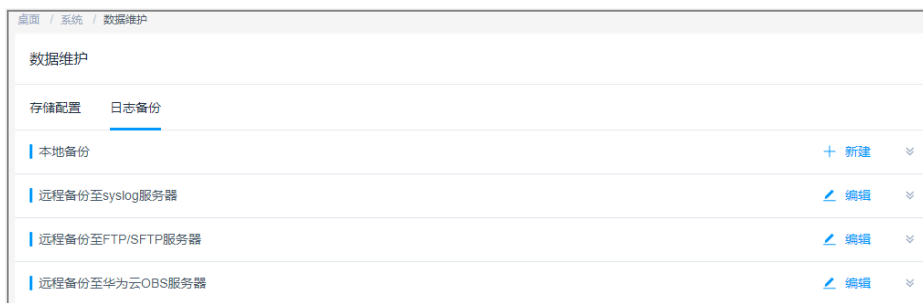 桌面 / 系统 / 数据维护
数据维护
存储配置 日志备份
本地备份 新建
远程备份至syslog服务器 编辑
远程备份至FTP/SFTP服务器 编辑
远程备份至华为云OBS服务器 编辑